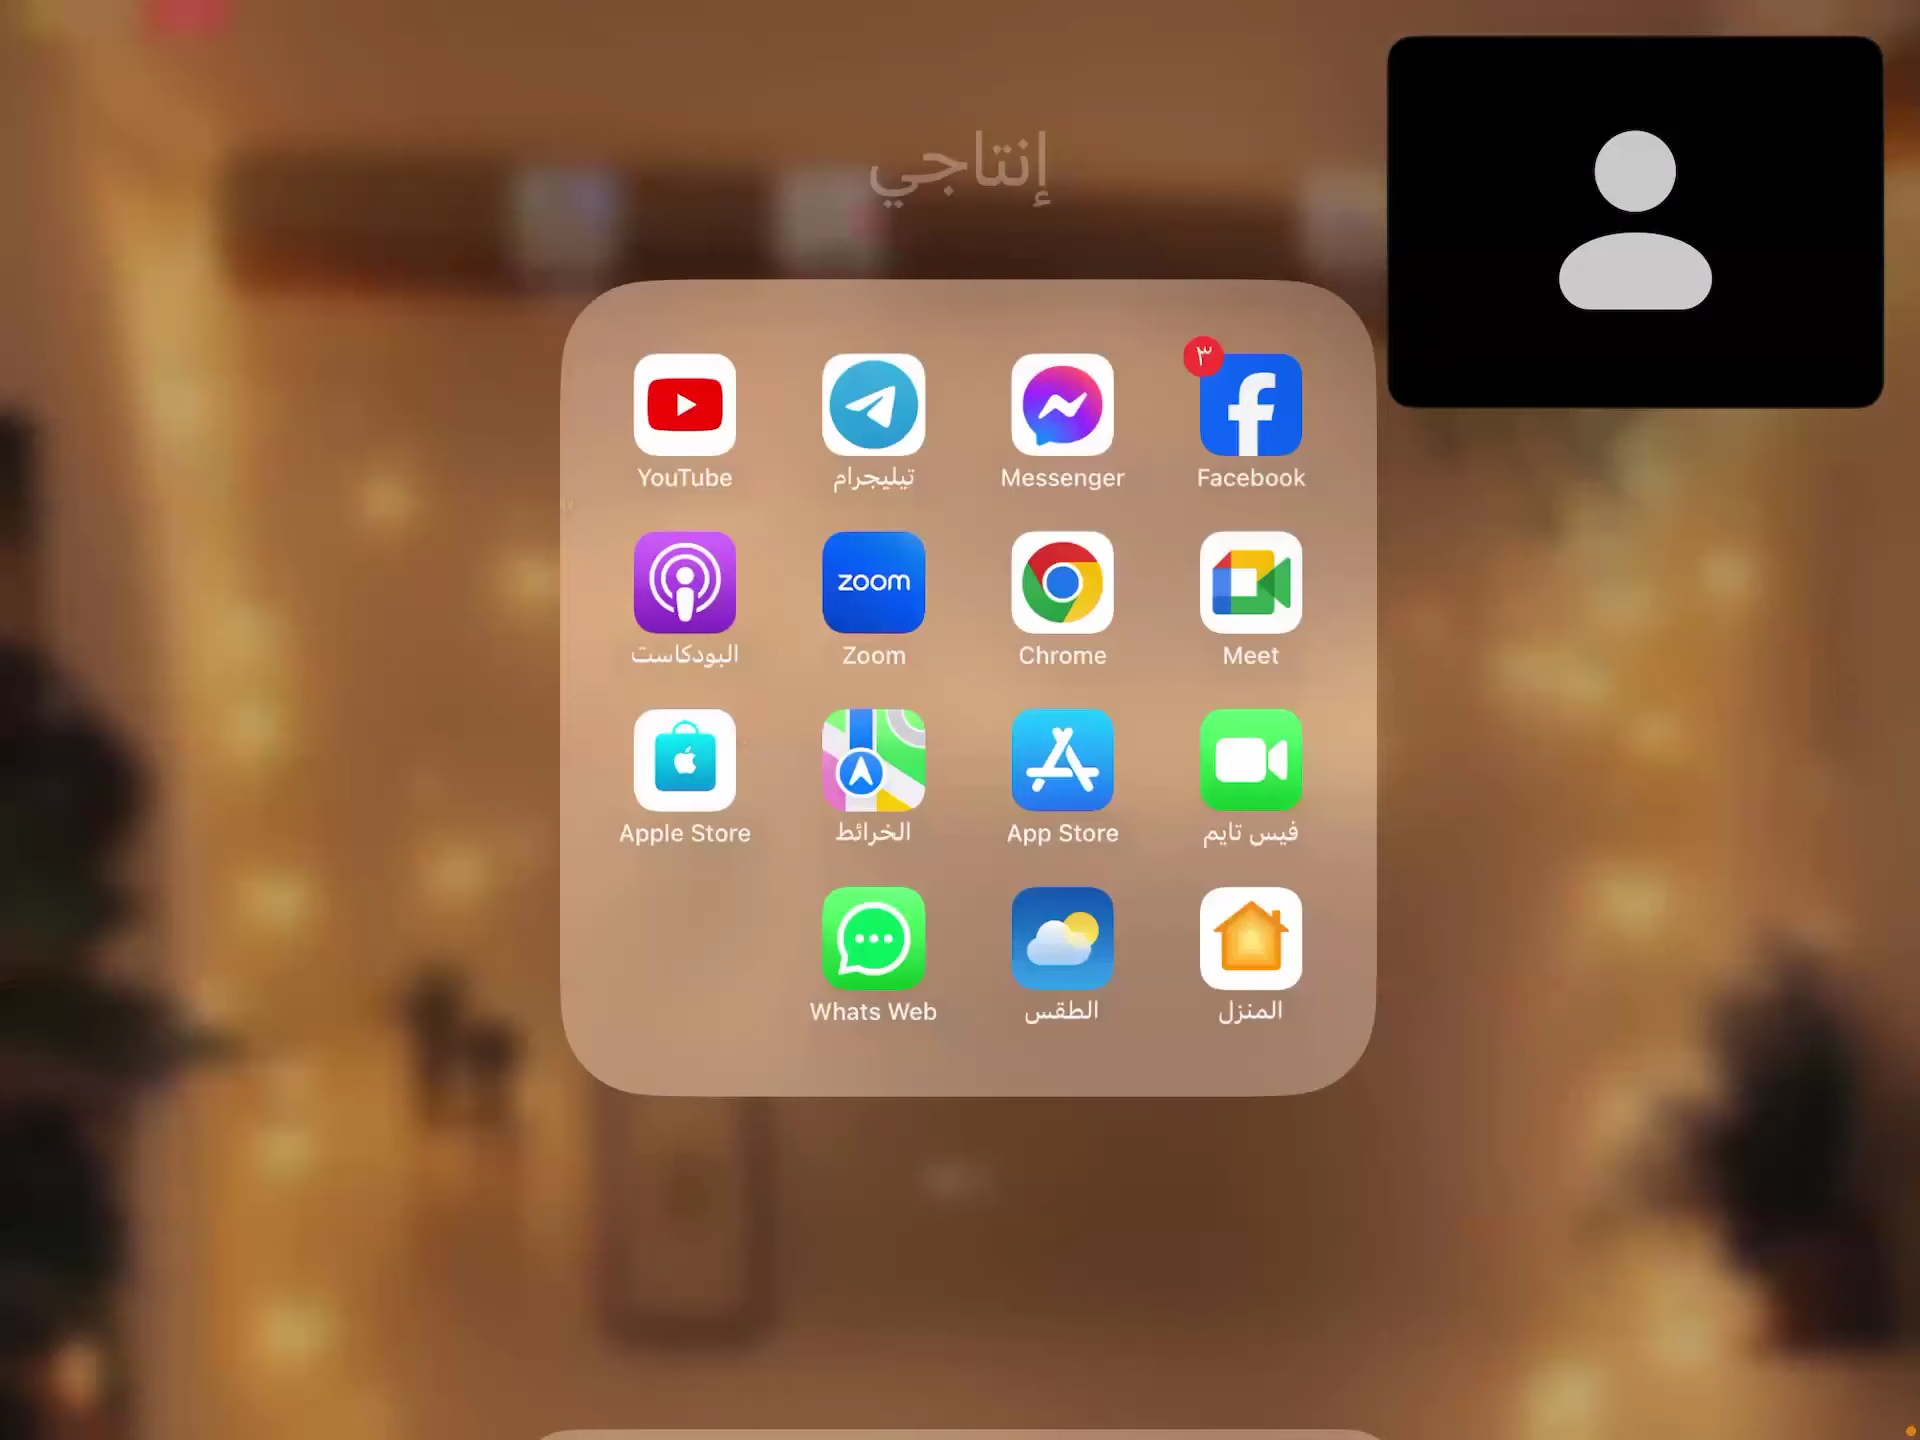 إنتاجي
٣
Facebook
Messenger
تيليجرام
YouTube
Meet
Chrome
zoom
Zoom
البودكاست
فيس تايم
App Store
الخرائط
Apple Store
المنزل
الطقس
Whats Web